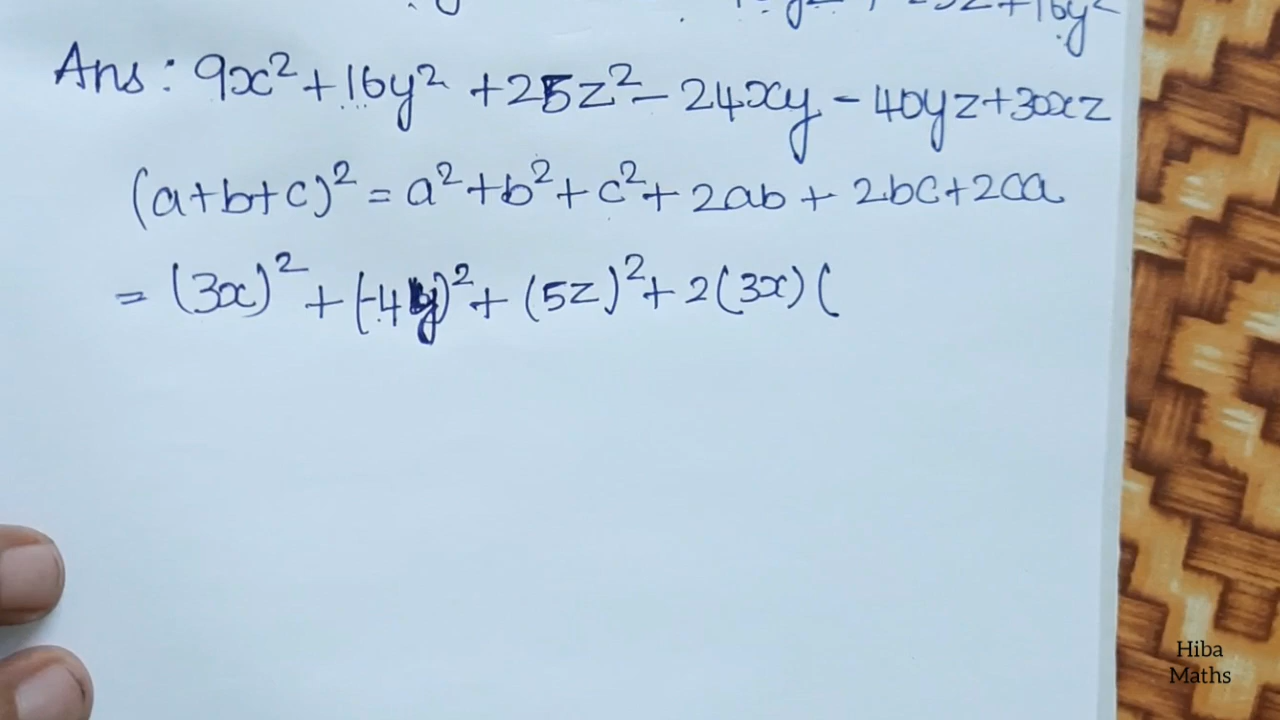 +16y²
Ans: 9x² + 16y² + 25z² - 24xy - 40yz + 30xz
(a+b+c)² = a² + b² + c² + 2ab + 2bc + 2ca
= (3x)² + (-4y)² + (5z)² + 2(3x)(
Hiba
Maths